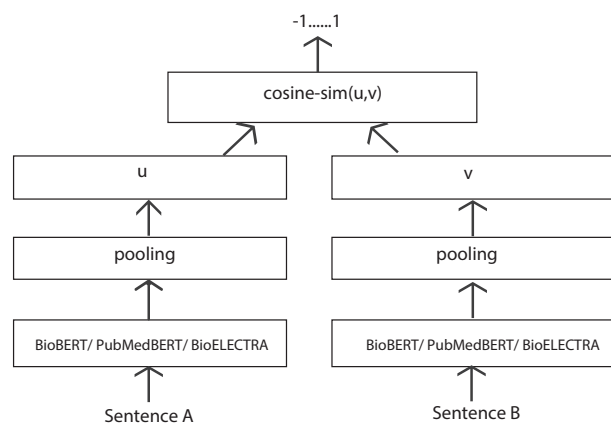 -1......1
cosine-sim(u,v)
u
v
pooling
pooling
BioBERT/ PubMedBERT/ BioELECTRA
BioBERT/ PubMedBERT/ BioELECTRA
Sentence A
Sentence B